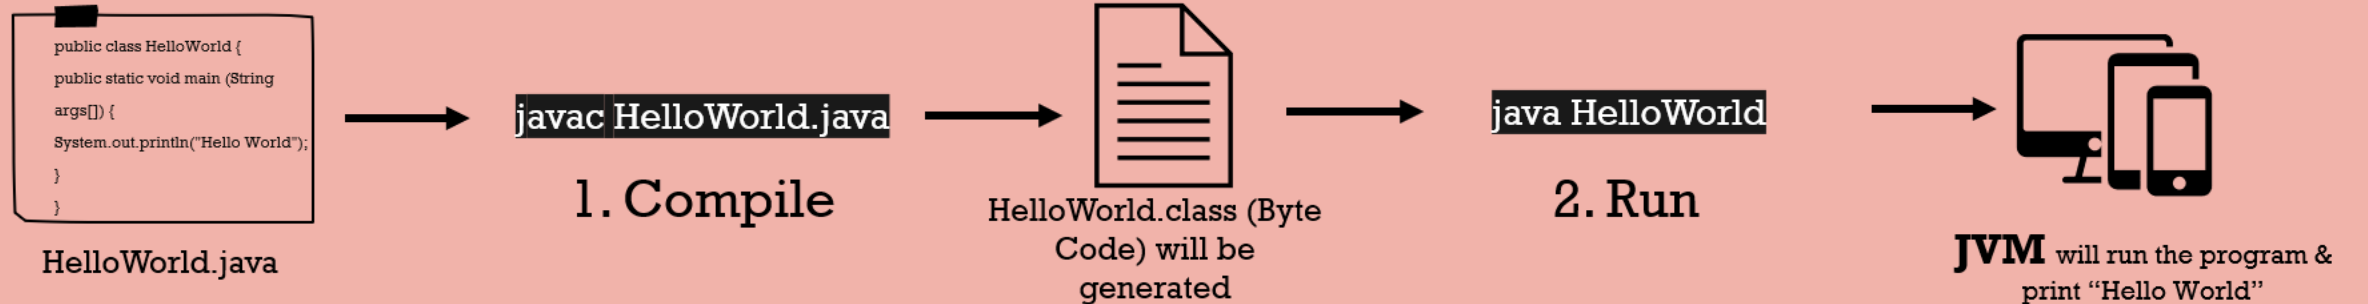 public class HelloWorld {
public static void main (String
args[]) {
System.out.println("Hello World");
}
}
HelloWorld.java
javac HelloWorld.java
1. Compile
HelloWorld.class (Byte
Code) will be
generated
java HelloWorld
2. Run
JVM will run the program &
print “Hello World”